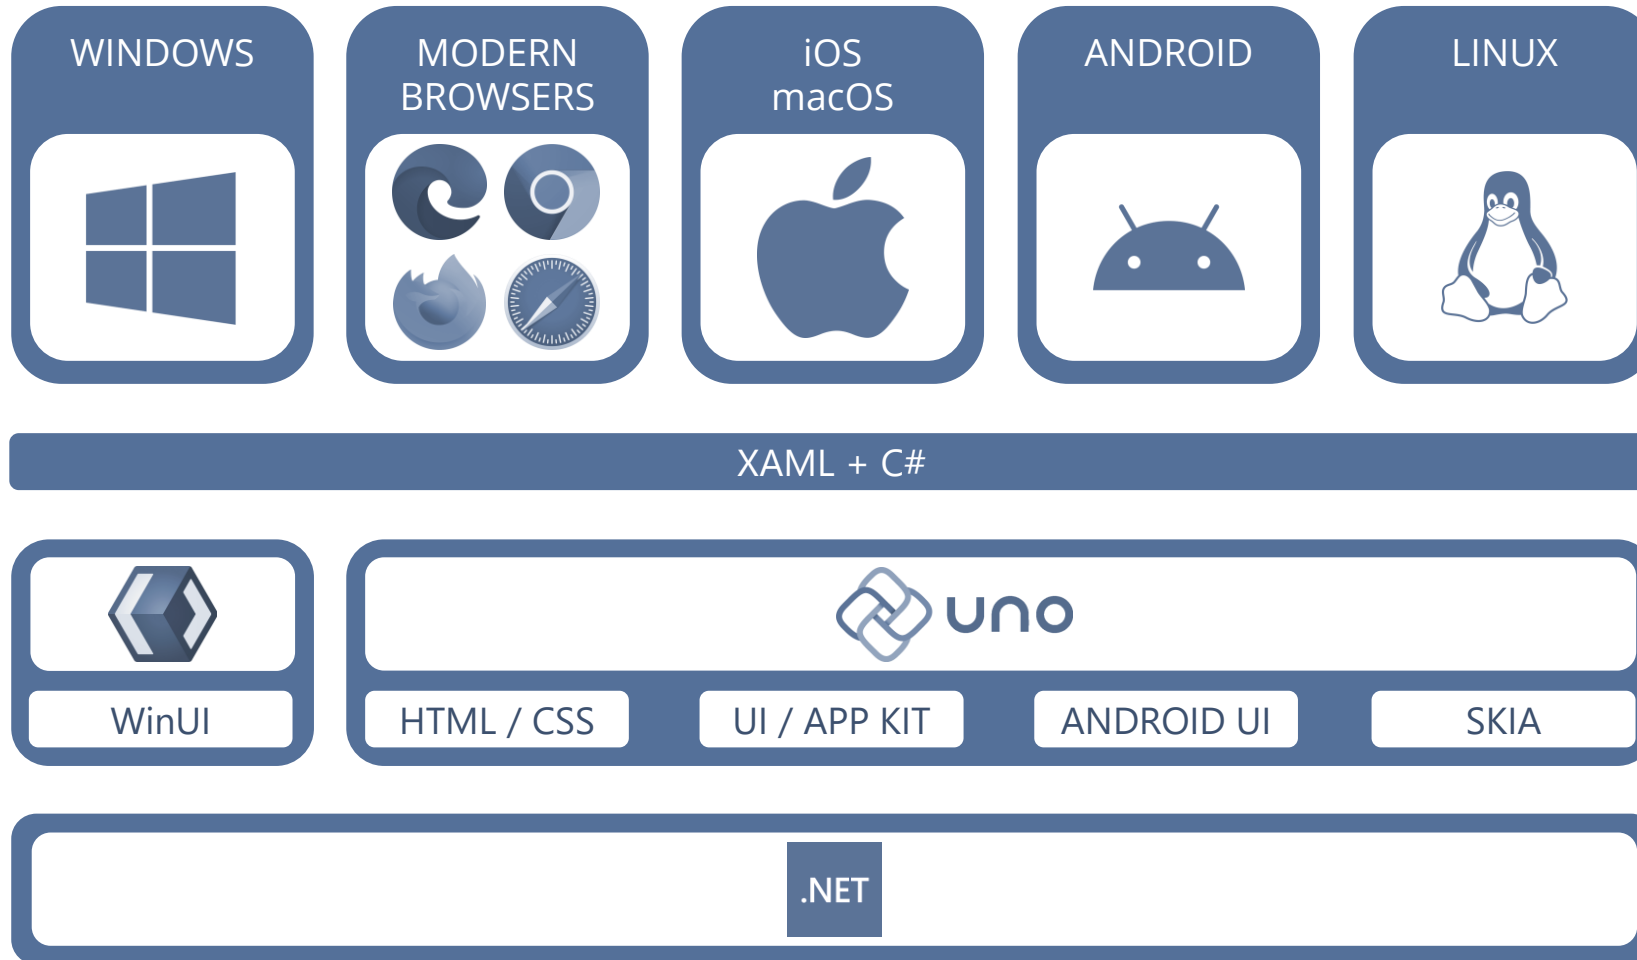 WINDOWS
MODERN
BROWSERS
iOS
macOS
ANDROID
LINUX
XAML + C#
uno
WinUI
HTML / CSS
UI / APP KIT
ANDROID UI
SKIA
.NET